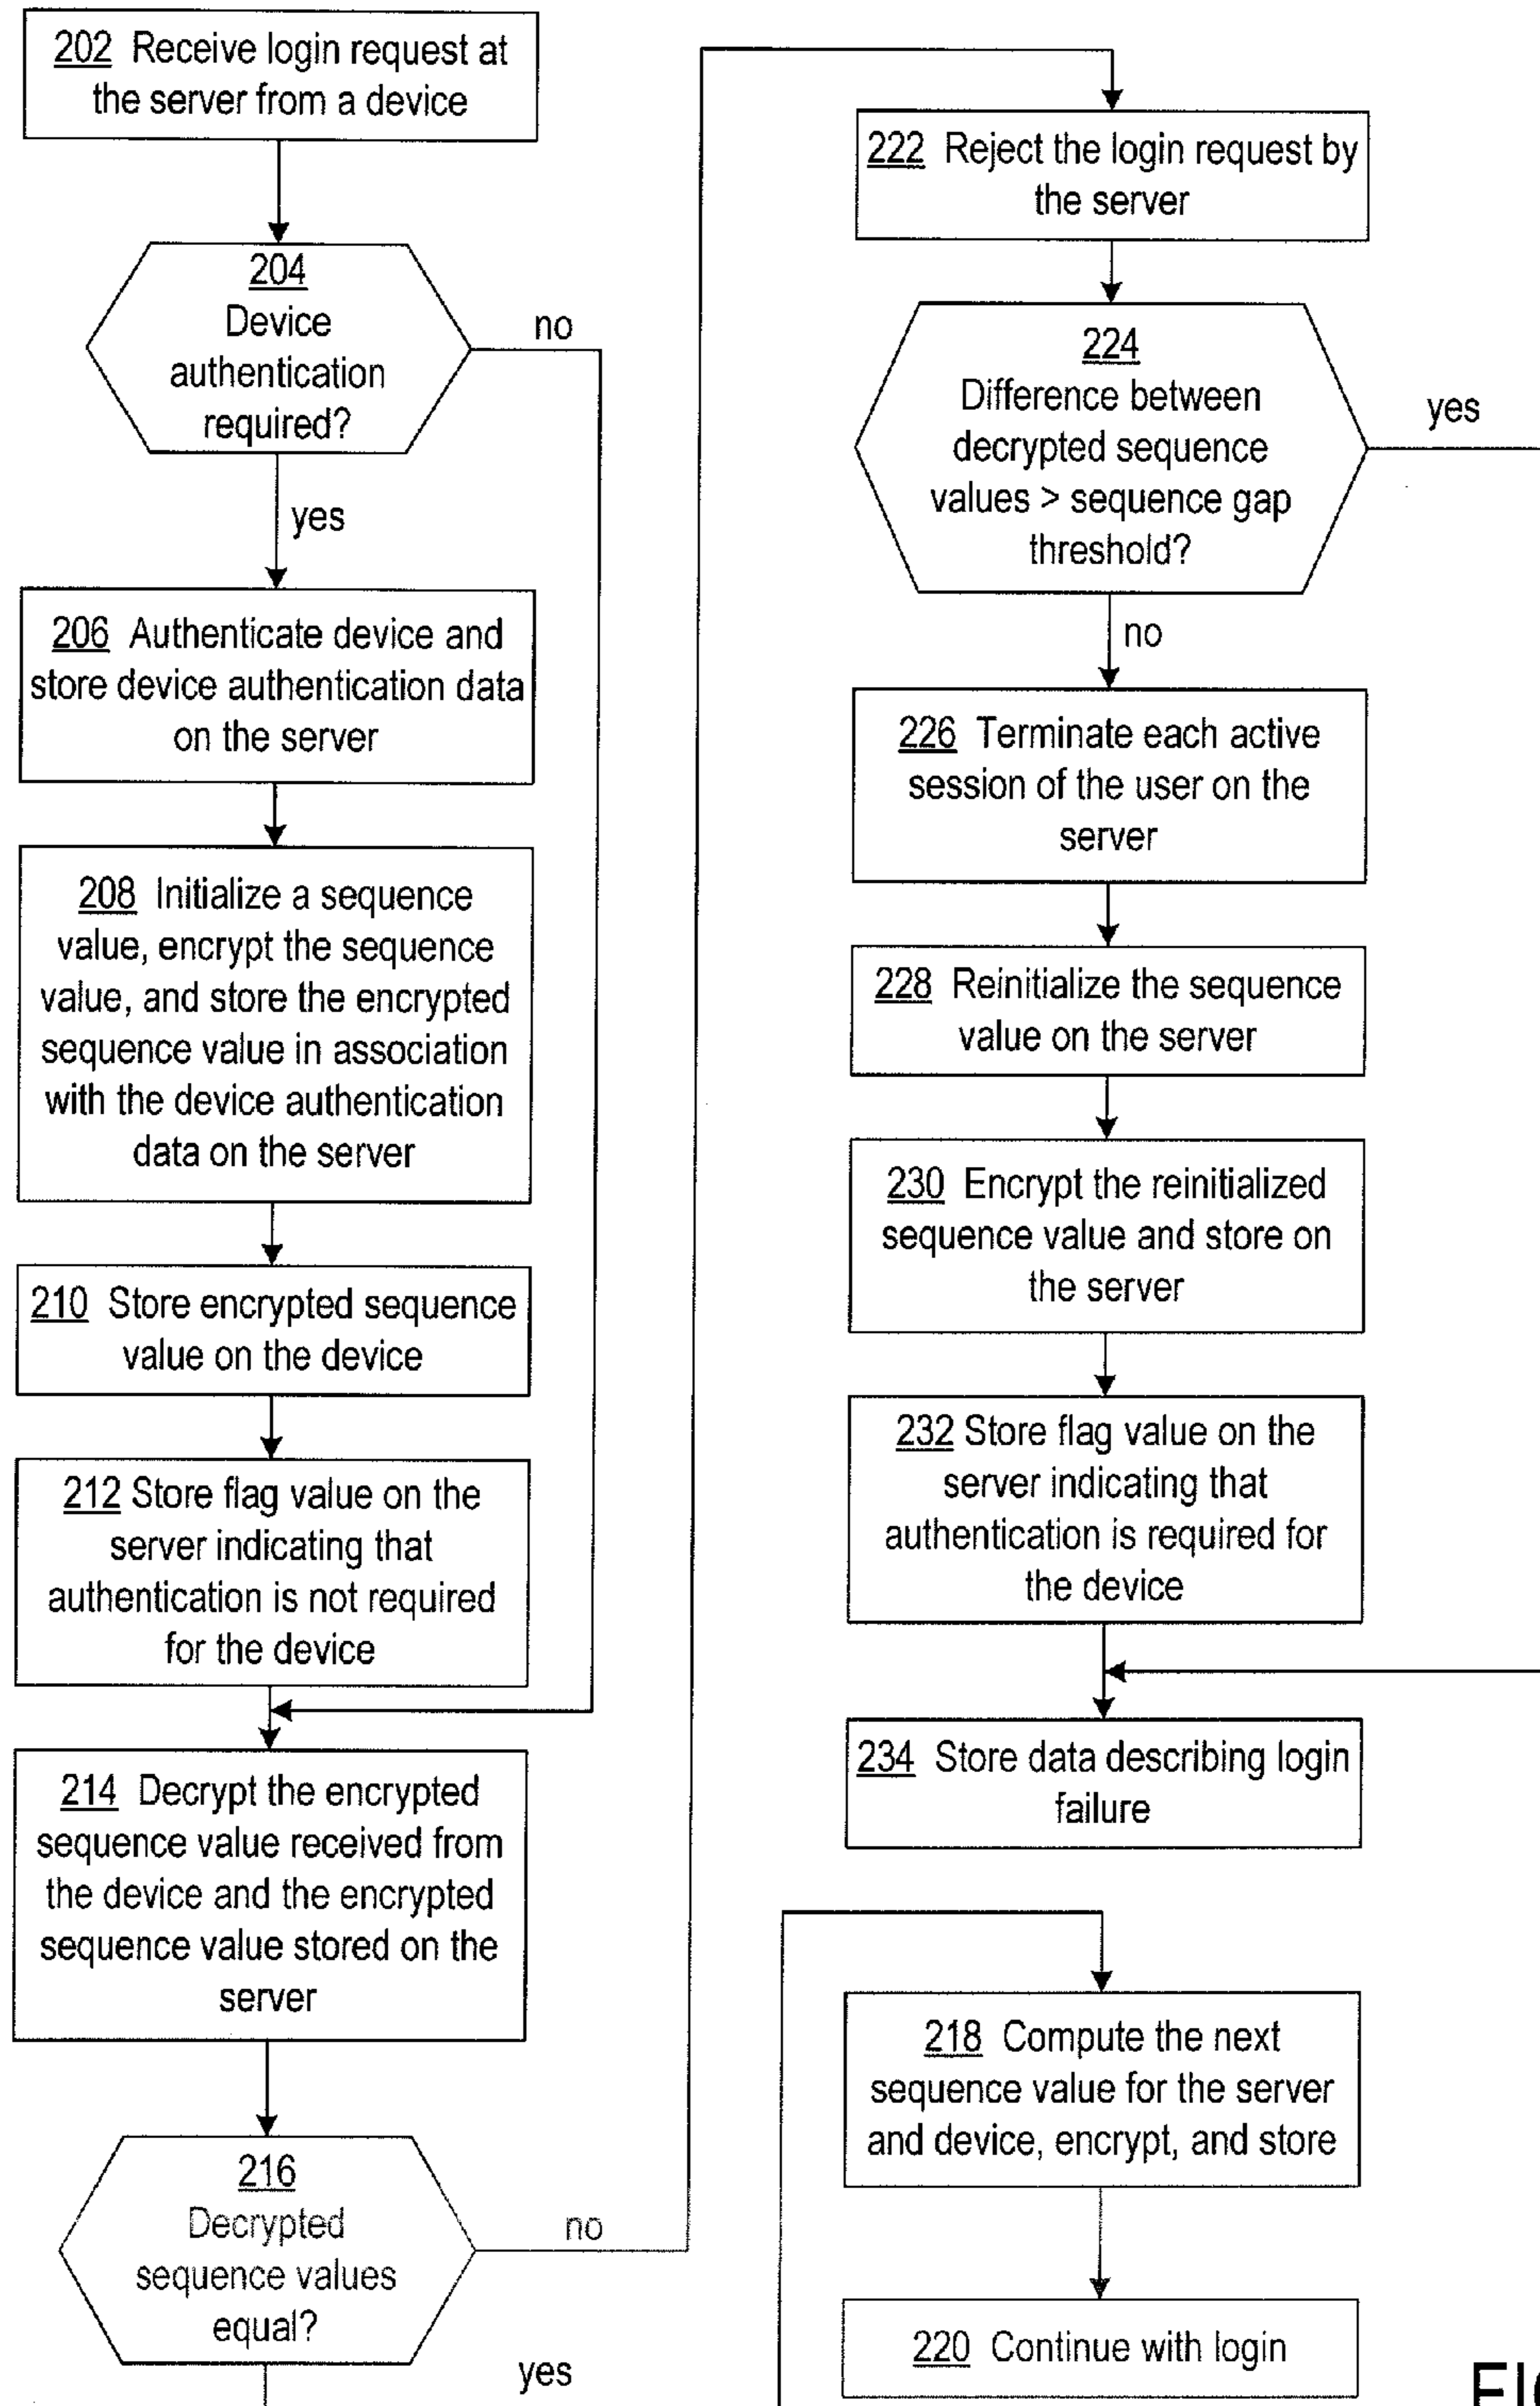 202 Receive login request at
the server from a device
204
Device
authentication
required?
no
yes
206 Authenticate device and
store device authentication data
on the server
208 Initialize a sequence
value, encrypt the sequence
value, and store the encrypted
sequence value in association
with the device authentication
data on the server
210 Store encrypted sequence
value on the device
212 Store flag value on the
server indicating that
authentication is not required
for the device
214 Decrypt the encrypted
sequence value received from
the device and the encrypted
sequence value stored on the
server
216
Decrypted
sequence values
equal?
no
yes
222 Reject the login request by
the server
224
Difference between
decrypted sequence
values > sequence gap
threshold?
yes
no
226 Terminate each active
session of the user on the
server
228 Reinitialize the sequence
value on the server
230 Encrypt the reinitialized
sequence value and store on
the server
232 Store flag value on the
server indicating that
authentication is required for
the device
234 Store data describing login
failure
218 Compute the next
sequence value for the server
and device, encrypt, and store
220 Continue with login